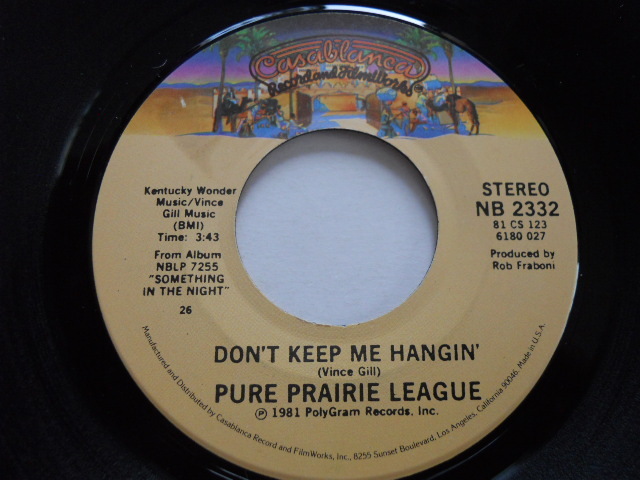 Casablanca
Record and FilmWorks
Kentucky Wonder
Music/Vince
Gill Music
(BMI)
Time: 3:43
From Album
NBLP 7255
"SOMETHING
IN THE NIGHT"
26
STEREO
NB 2332
81 CS 123
6180 027
Produced by
Rob Fraboni
DON'T KEEP ME HANGIN'
(Vince Gill)
PURE PRAIRIE LEAGUE
℗ 1981 PolyGram Records, Inc.
Manufactured and Distributed by Casablanca Record and FilmWorks, Inc., 8255 Sunset Boulevard, Los Angeles, California 90046. Made in U.S.A.